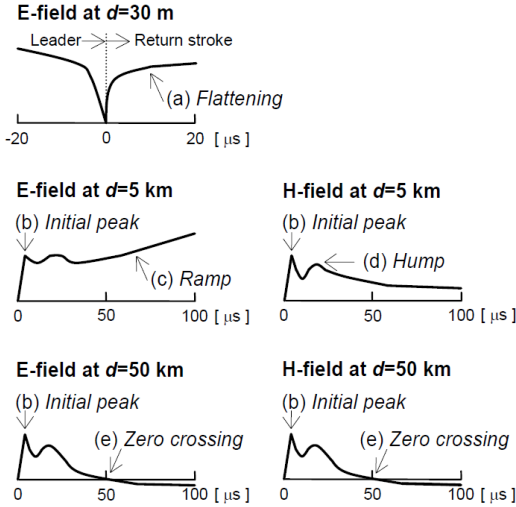 E-field at d=30 m
Leader
Return stroke
(a) Flattening
-20 0 20 [ μs]
E-field at d=5 km
(b) Initial peak
(c) Ramp
0 50 100 [ μs]
H-field at d=5 km
(b) Initial peak
(d) Hump
0 50 100 [ μs]
E-field at d=50 km
(b) Initial peak
(e) Zero crossing
0 50 100 [ μs]
H-field at d=50 km
(b) Initial peak
(e) Zero crossing
0 50 100 [ μs]